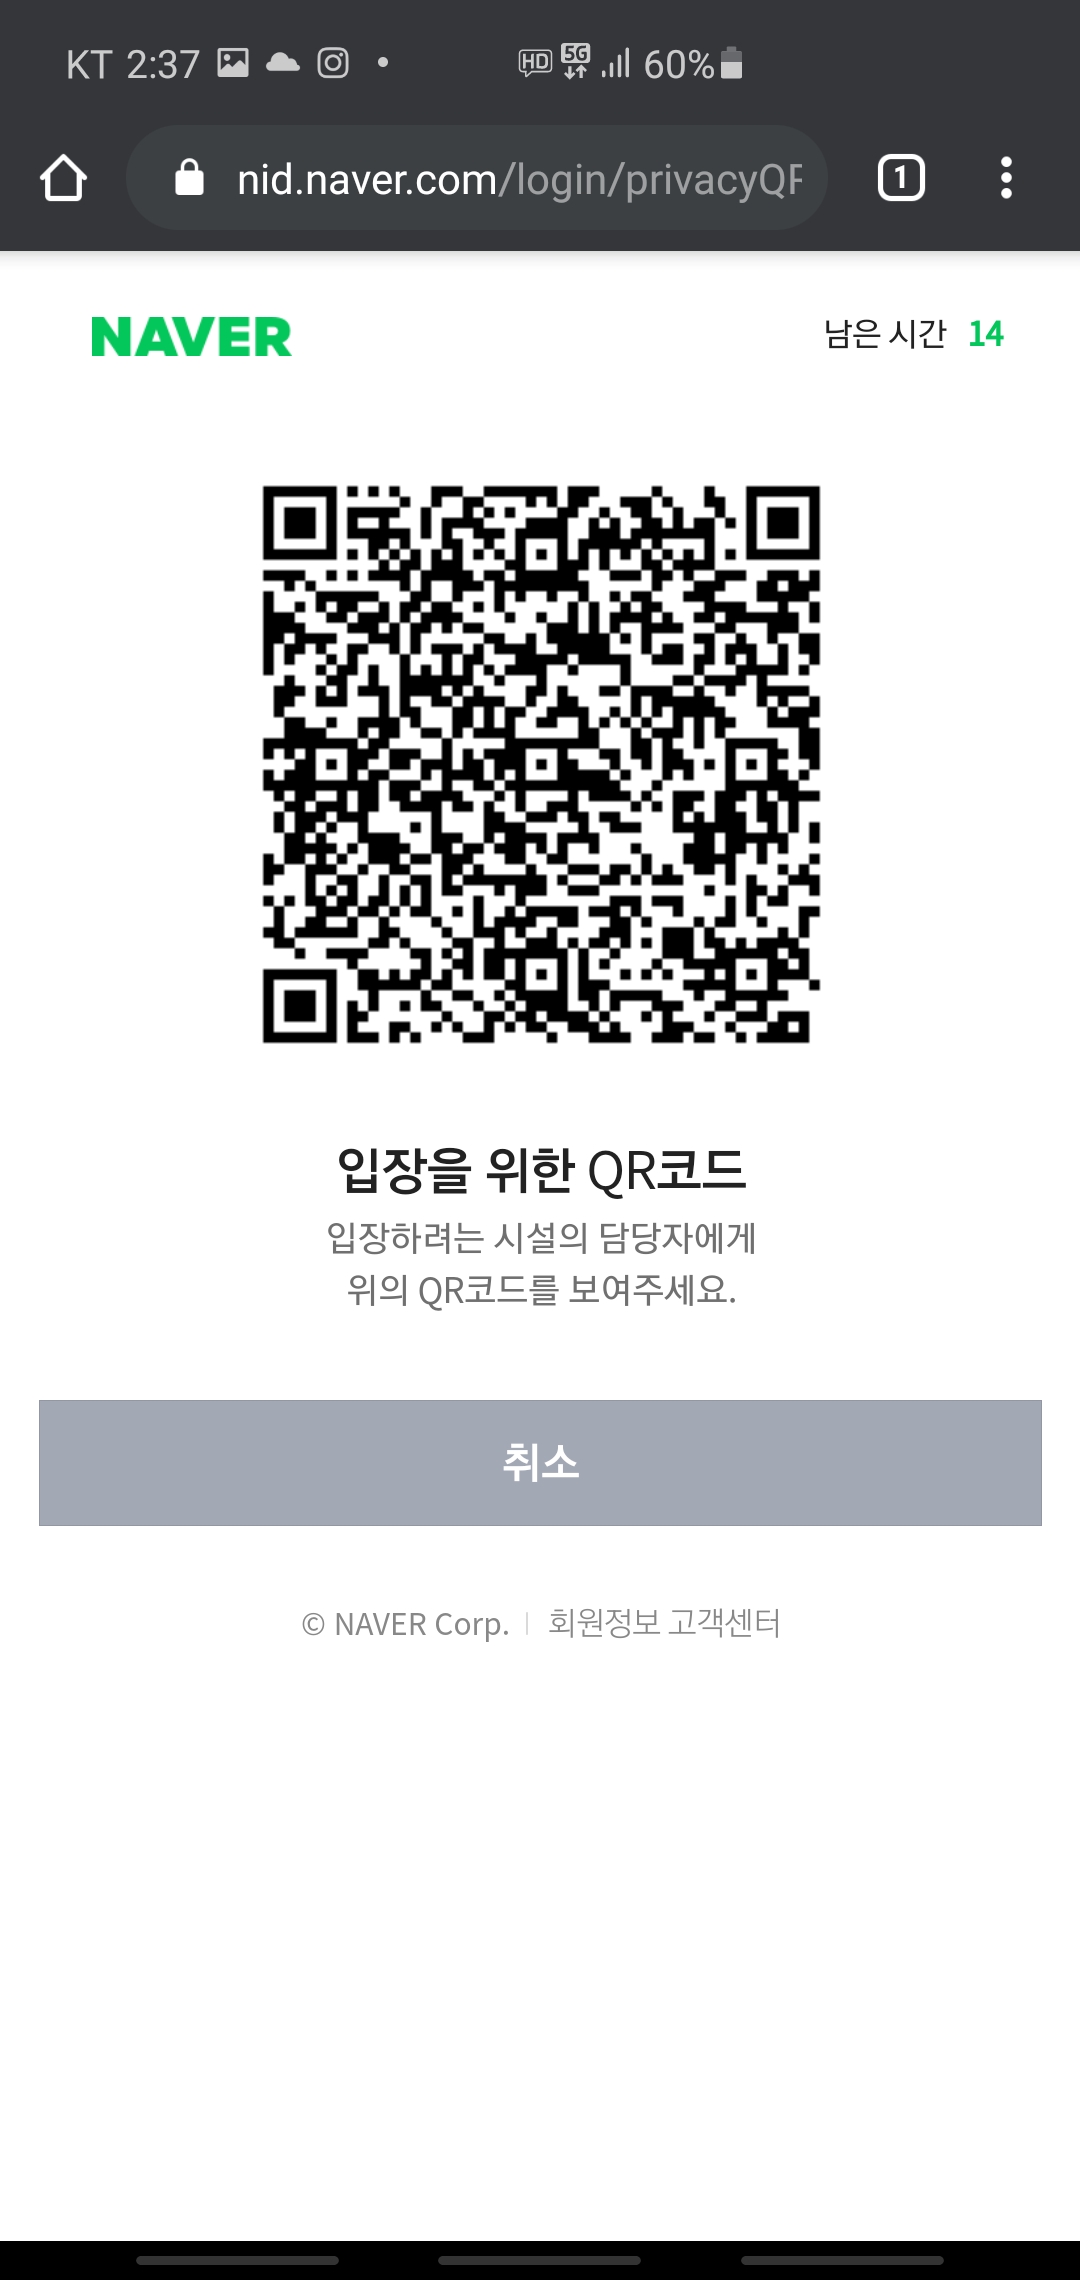 KT 2:37 HD 5G 60%
nid.naver.com/login/privacyQR
1
NAVER
남은 시간 14
입장을 위한 QR코드
입장하려는 시설의 담당자에게
위의 QR코드를 보여주세요.
취소
© NAVER Corp. | 회원정보 고객센터